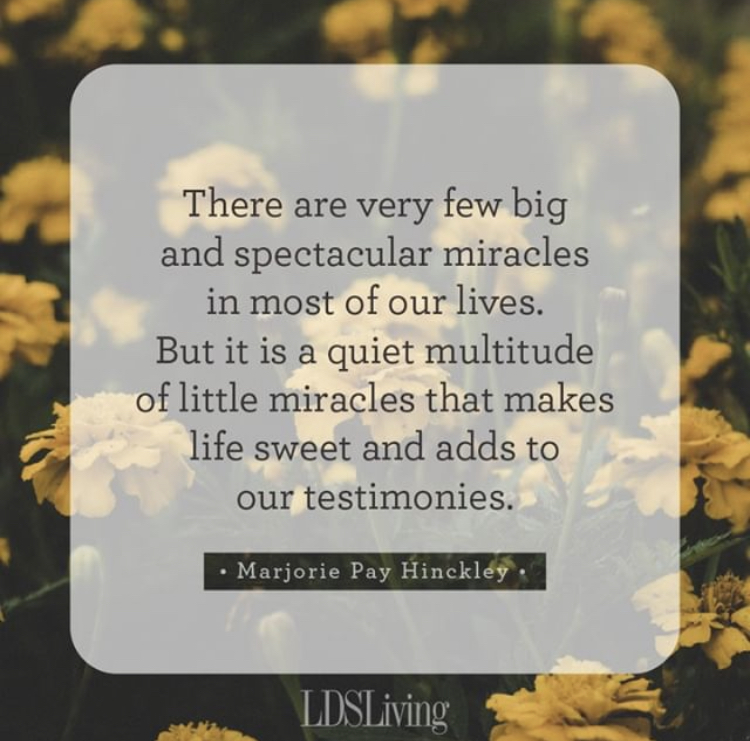 There are very few big
and spectacular miracles
in most of our lives.
But it is a quiet multitude
of little miracles that makes
life sweet and adds to
our testimonies.
• Marjorie Pay Hinckley •
LDSLiving